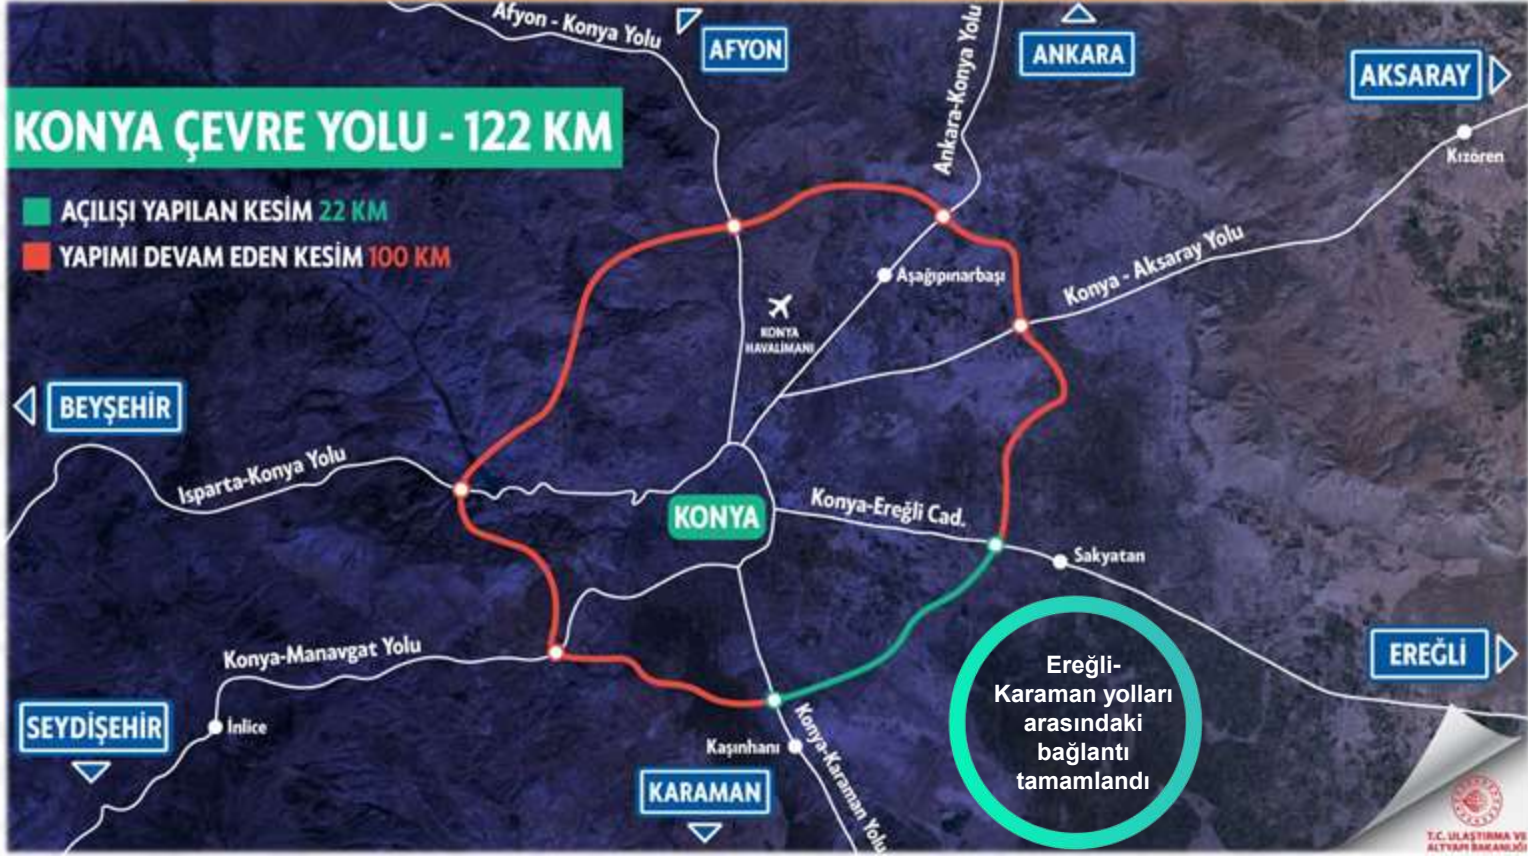 Afyon - Konya Yolu
AFYON
Ankara-Konya Yolu
ANKARA
AKSARAY
KONYA ÇEVRE YOLU - 122 KM
Kızören
AÇILIŞI YAPILAN KESİM 22 KM
YAPIMI DEVAM EDEN KESİM 100 KM
Aşağıpınarbaşı
Konya - Aksaray Yolu
KONYA
HAVALİMANI
BEYŞEHİR
Isparta-Konya Yolu
KONYA
Konya-Ereğli Cad.
Sakyatan
Konya-Manavgat Yolu
EREĞLİ
Ereğli-
Karaman yolları
arasındaki
bağlantı
tamamlandı
SEYDİŞEHİR
İnlice
Kaşınhanı
Konya-Karaman Yolu
KARAMAN
T.C. ULAŞTIRMA VE
ALTYAPI BAKANLIĞI